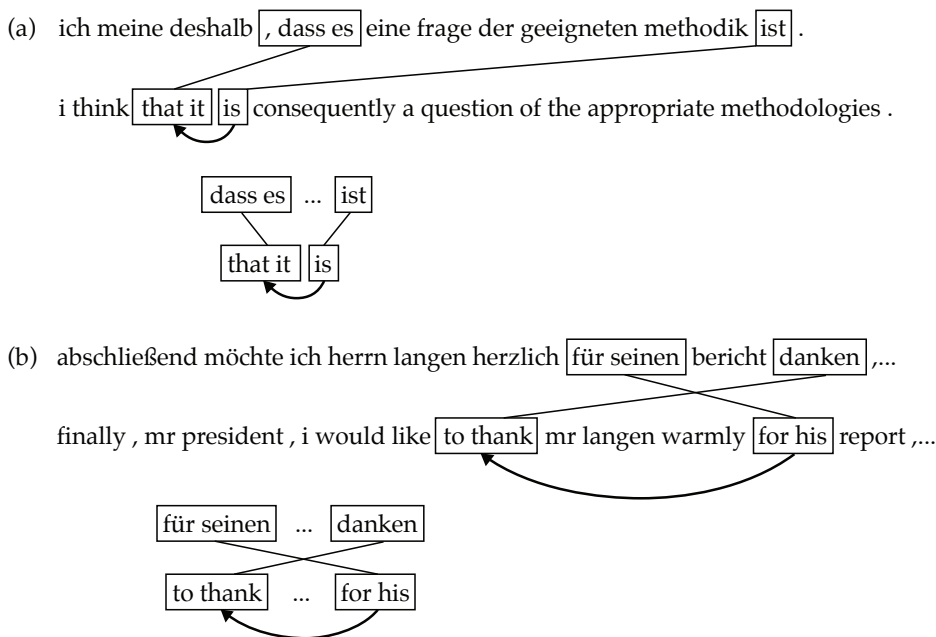 (a) ich meine deshalb , dass es eine frage der geeigneten methodik ist .
i think that it is consequently a question of the appropriate methodologies .
dass es ... ist
that it is
(b) abschließend möchte ich herrn langen herzlich für seinen bericht danken ,...
finally , mr president , i would like to thank mr langen warmly for his report ,...
für seinen ... danken
to thank ... for his